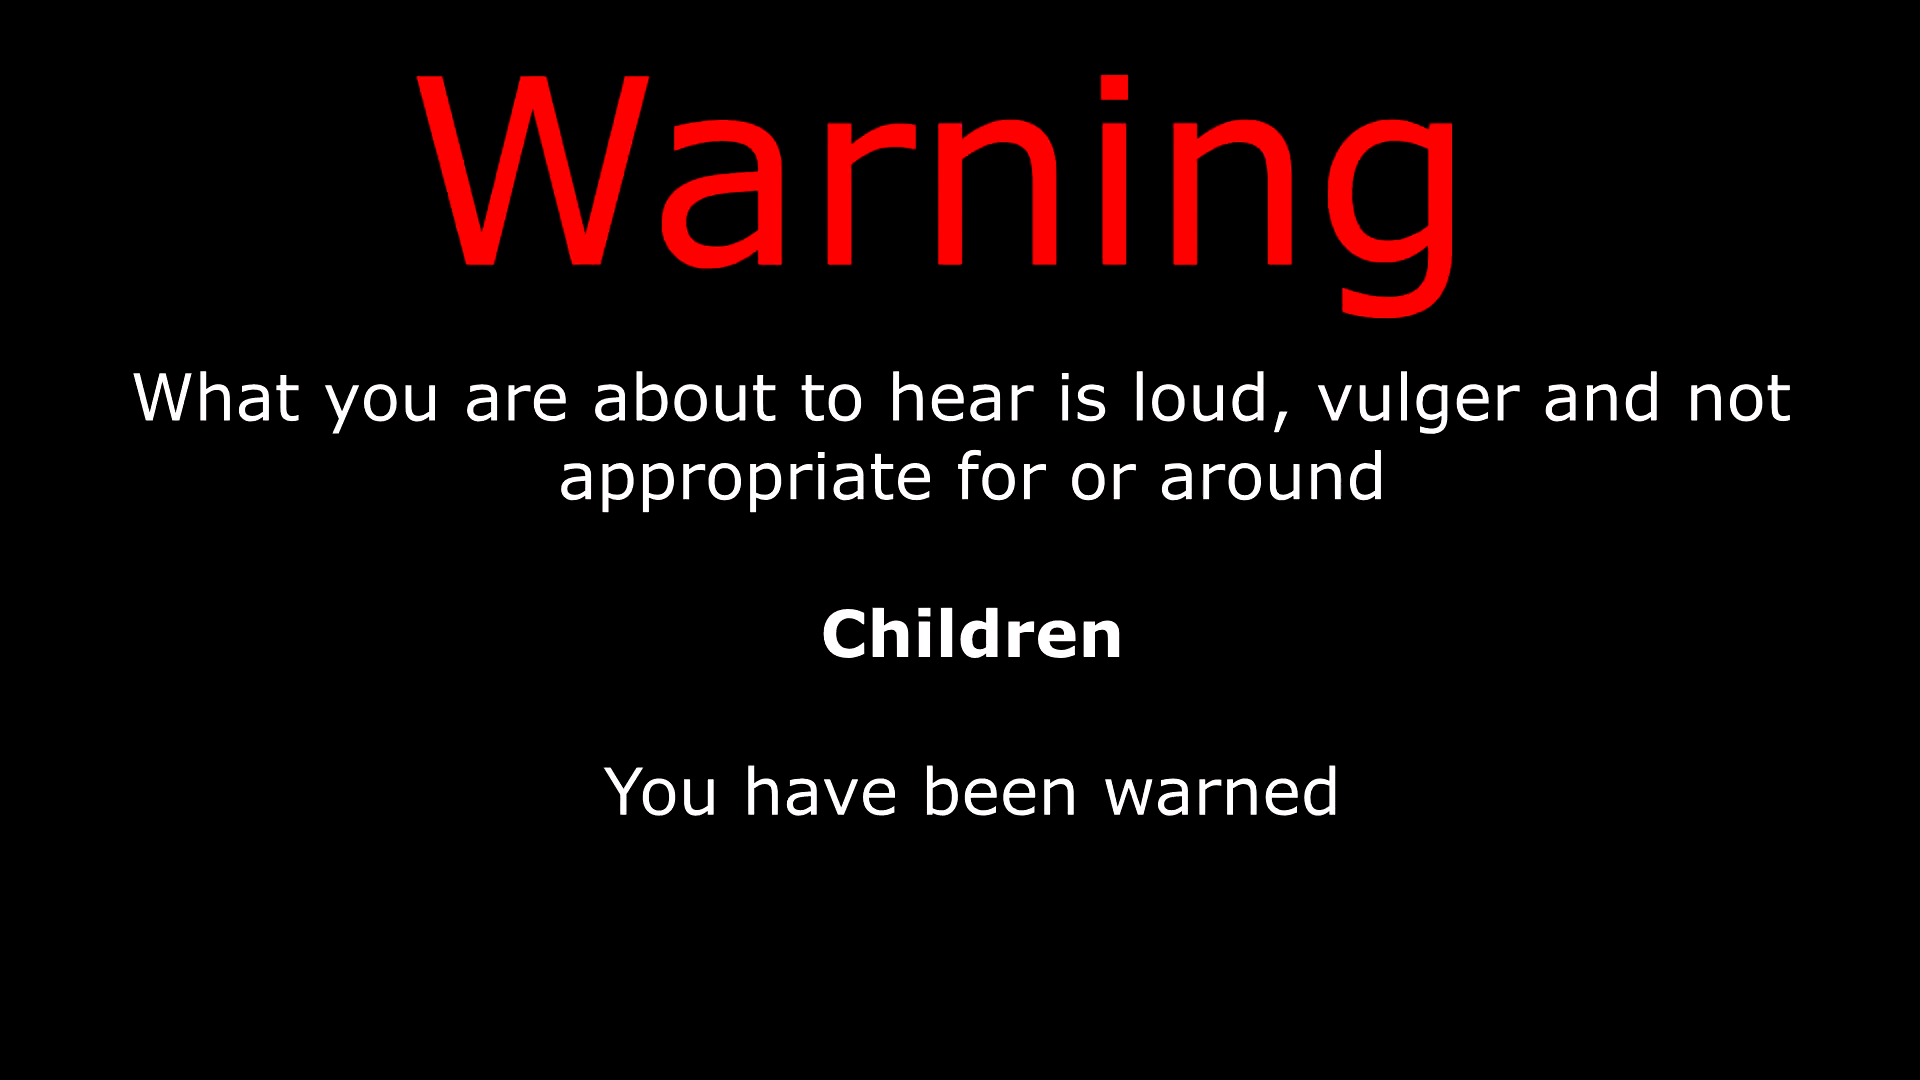 Warning
What you are about to hear is loud, vulger and not
appropriate for or around
Children
You have been warned